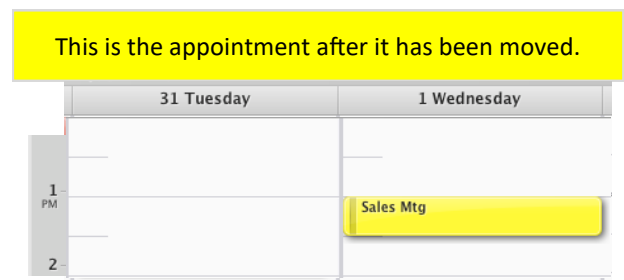 This is the appointment after it has been moved.
31 Tuesday 1 Wednesday
1
PM
Sales Mtg
2